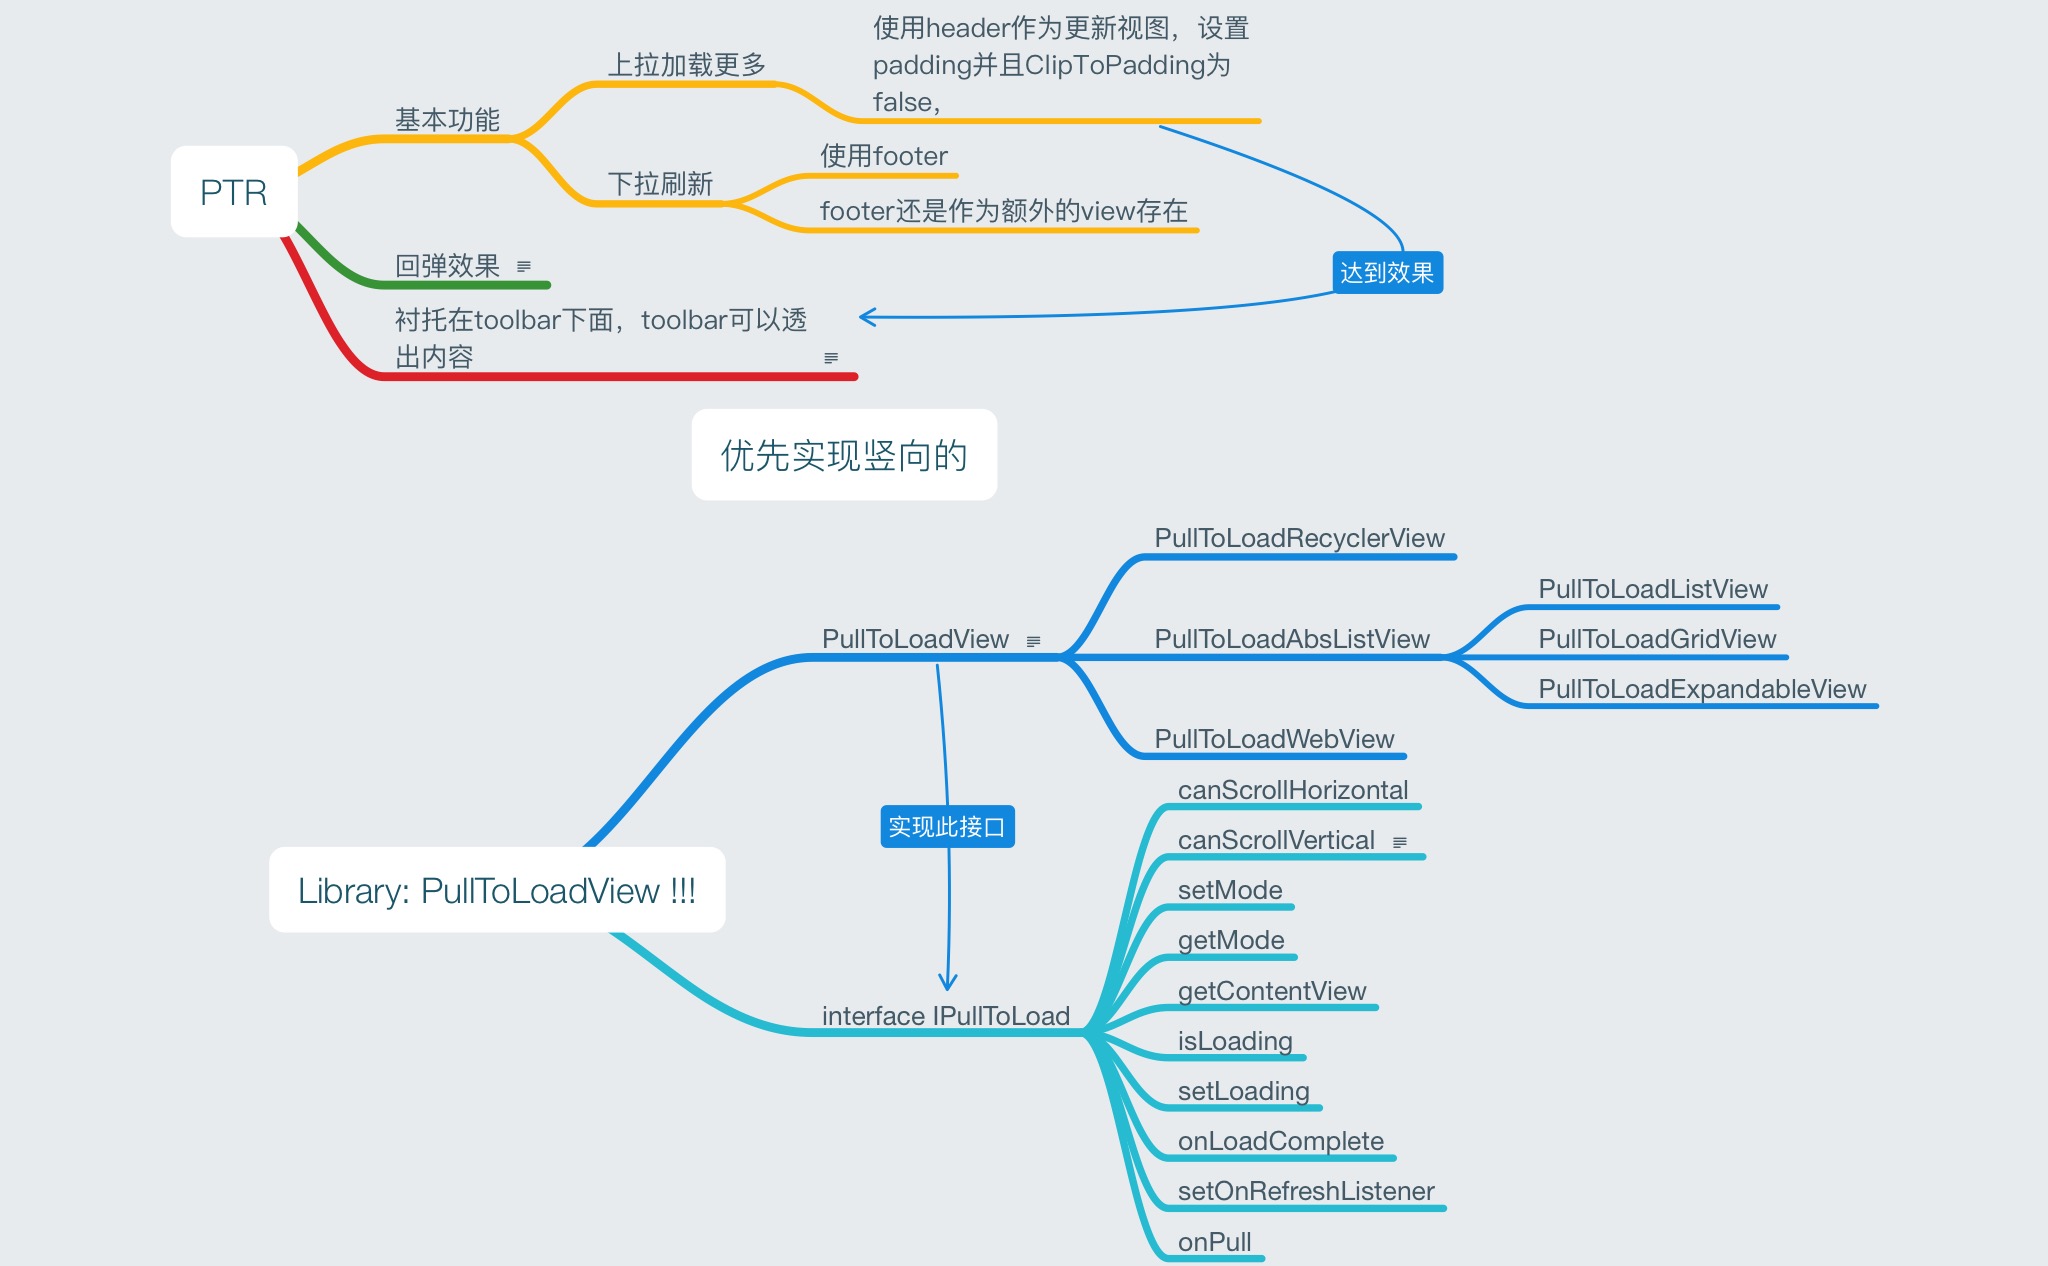 PTR
基本功能
上拉加载更多
使用header作为更新视图，设置
padding并且ClipToPadding为
false，
下拉刷新
使用footer
footer还是作为额外的view存在
回弹效果
衬托在toolbar下面，toolbar可以透
出内容
达到效果
优先实现竖向的
Library: PullToLoadView !!!
PullToLoadView
PullToLoadRecyclerView
PullToLoadAbsListView
PullToLoadListView
PullToLoadGridView
PullToLoadExpandableView
PullToLoadWebView
实现此接口
interface IPullToLoad
canScrollHorizontal
canScrollVertical
setMode
getMode
getContentView
isLoading
setLoading
onLoadComplete
setOnRefreshListener
onPull